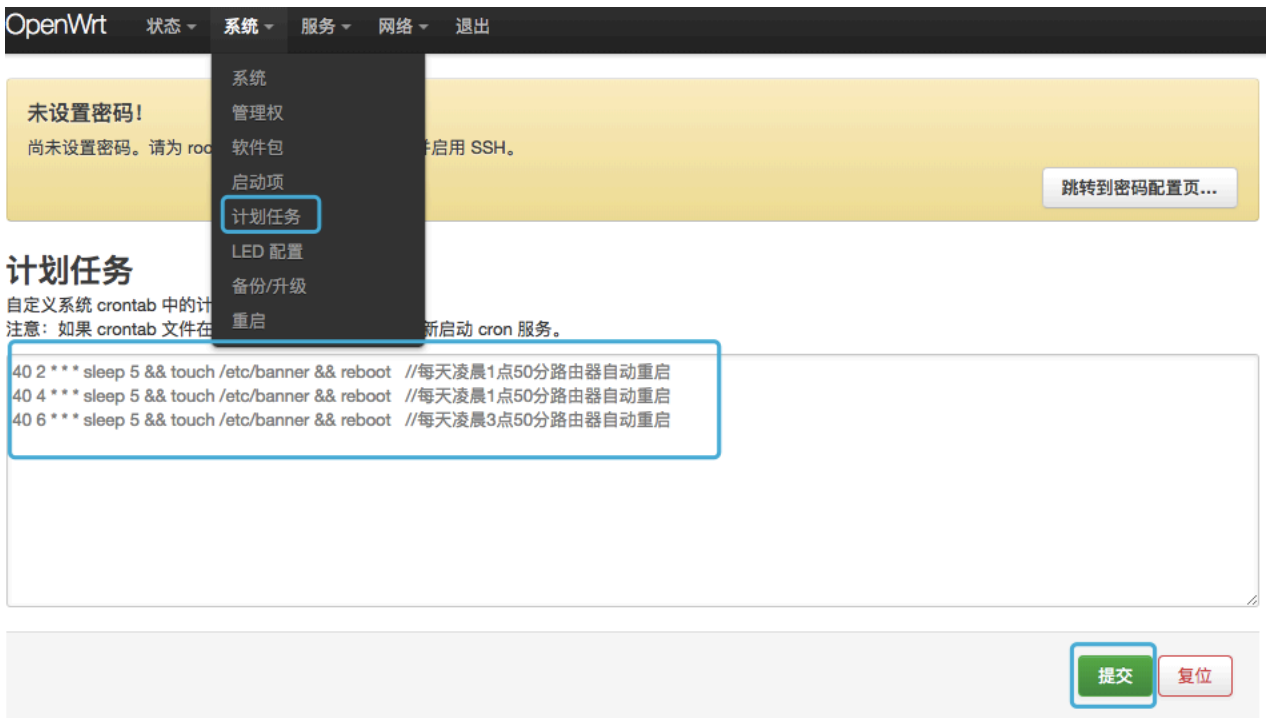 OpenWrt 状态 系统 服务 网络 退出
系统
管理权
软件包
启动项
计划任务
LED 配置
备份/升级
重启
未设置密码！
尚未设置密码。请为 roo 启用 SSH。
跳转到密码配置页...
计划任务
自定义系统 crontab 中的计
注意：如果 crontab 文件在 新启动 cron 服务。
40 2 * * * sleep 5 && touch /etc/banner && reboot //每天凌晨1点50分路由器自动重启
40 4 * * * sleep 5 && touch /etc/banner && reboot //每天凌晨1点50分路由器自动重启
40 6 * * * sleep 5 && touch /etc/banner && reboot //每天凌晨3点50分路由器自动重启
提交 复位